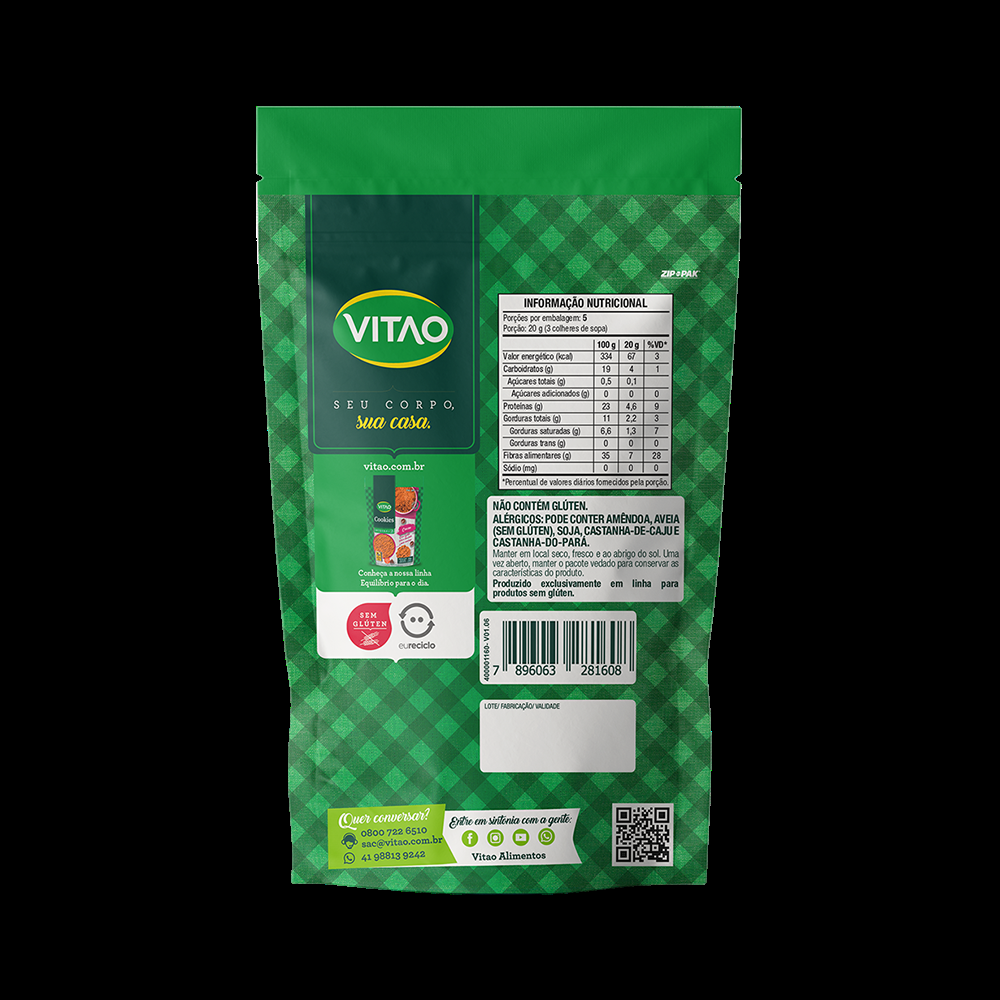 VITAO
SEU CORPO,
sua casa.
vitao.com.br
VITAO
Cookies
Conheça a nossa linha
Equilíbrio para o dia.
SEM
GLÚTEN
eureciclo
ZIP-PAK
INFORMAÇÃO NUTRICIONAL
Porções por embalagem: 5
Porção: 20 g (3 colheres de sopa)
100 g 20 g %VD*
Valor energético (kcal) 334 67 3
Carboidratos (g) 19 4 1
Açúcares totais (g) 0,5 0,1
Açúcares adicionados (g) 0 0 0
Proteínas (g) 23 4,6 9
Gorduras totais (g) 11 2,2 3
Gorduras saturadas (g) 6,6 1,3 7
Gorduras trans (g) 0 0 0
Fibras alimentares (g) 35 7 28
Sódio (mg) 0 0 0
*Percentual de valores diários fornecidos pela porção.
NÃO CONTÉM GLÚTEN.
ALÉRGICOS: PODE CONTER AMÊNDOA, AVEIA
(SEM GLÚTEN), SOJA, CASTANHA-DE-CAJU E
CASTANHA-DO-PARÁ.
Manter em local seco, fresco e ao abrigo do sol. Uma
vez aberto, manter o pacote vedado para conservar as
características do produto.
Produzido exclusivamente em linha para
produtos sem glúten.
400001160- V01.06
7 896063 281608
LOTE/ FABRICAÇÃO/ VALIDADE
Quer conversar?
0800 722 6510
sac@vitao.com.br
41 98813 9242
Entre em sintonia com a gente:
Vitao Alimentos